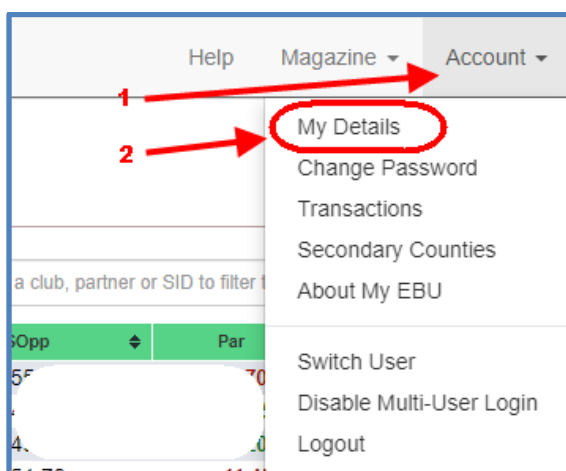 Help Magazine Account
1
My Details
2
Change Password
Transactions
Secondary Counties
a club, partner or SID to filter
About My EBU
SOpp Par
Switch User
Disable Multi-User Login
Logout